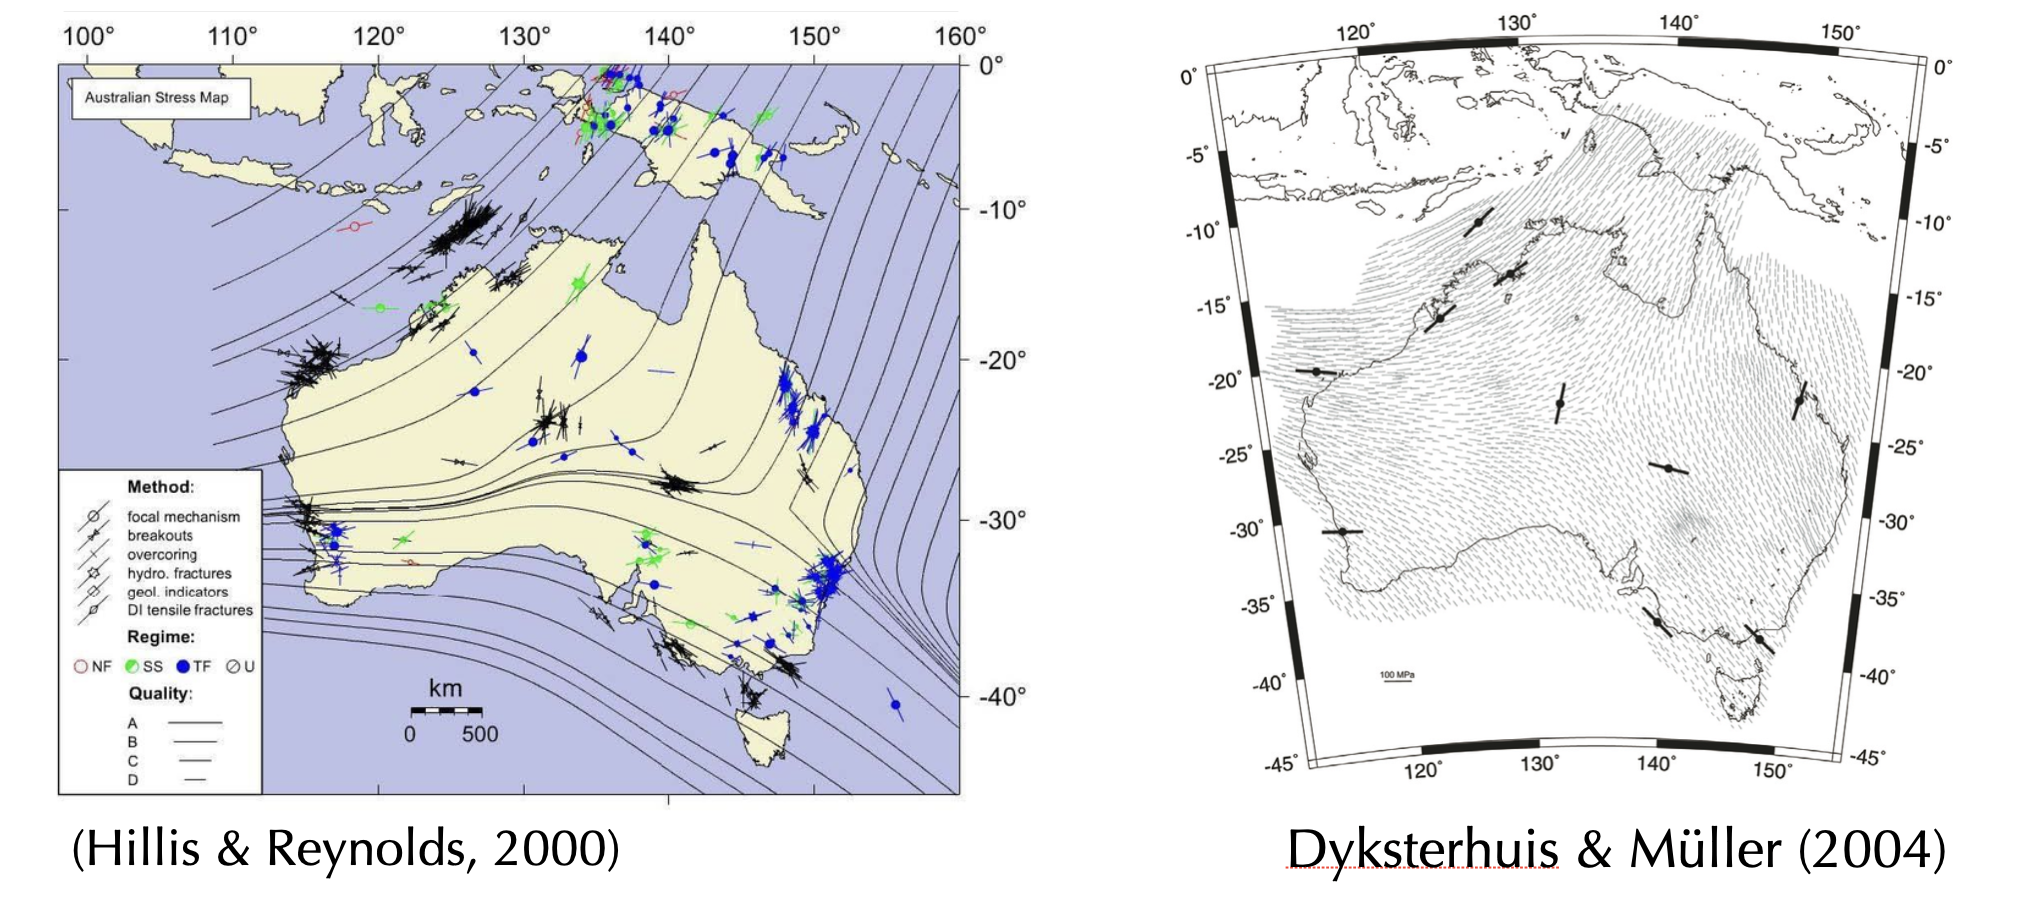 100° 110° 120° 130° 140° 150° 160°
0°
Australian Stress Map
-10°
-20°
-30°
-40°
Method:
focal mechanism
breakouts
overcoring
hydro. fractures
geol. indicators
DI tensile fractures
Regime:
NF SS TF U
Quality:
A
B
C
D
km
0 500
(Hillis & Reynolds, 2000)
120° 130° 140° 150°
0° 0°
-5° -5°
-10° -10°
-15° -15°
-20° -20°
-25° -25°
-30° -30°
-35° -35°
-40° -40°
-45° -45°
100 MPa
120° 130° 140° 150°
Dyksterhuis & Müller (2004)